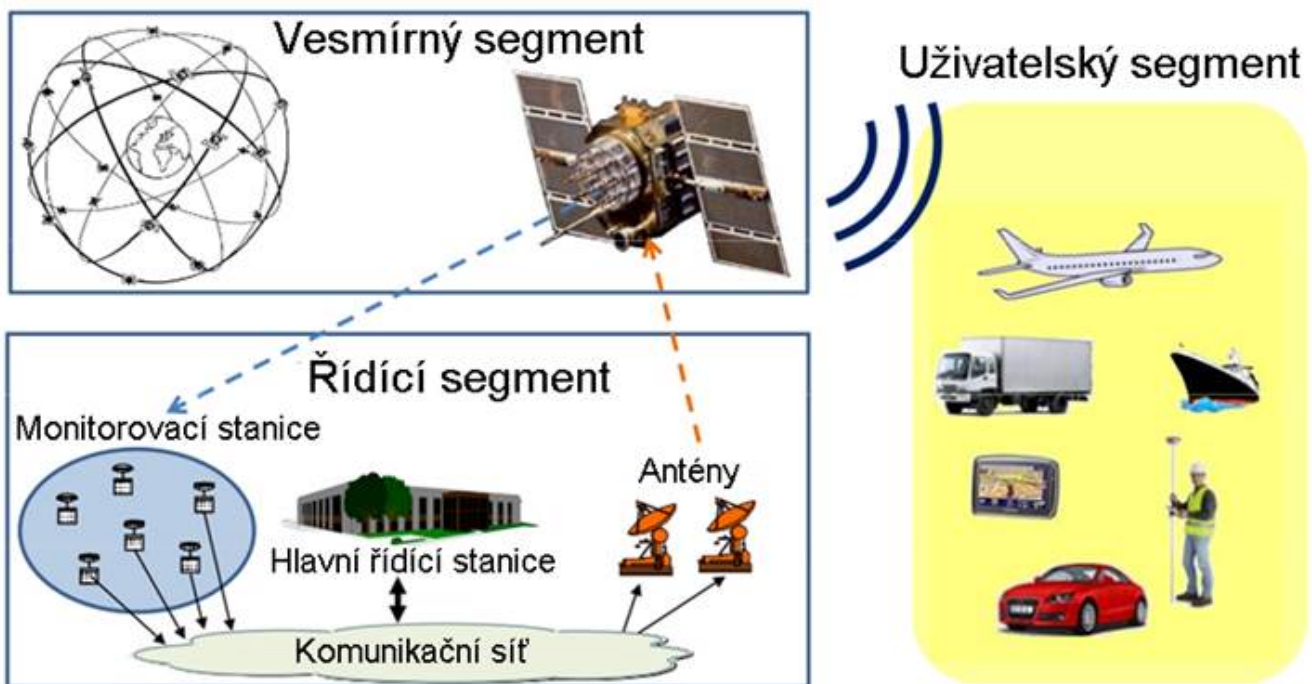 Vesmírný segment
Uživatelský segment
Řídící segment
Monitorovací stanice
Antény
Hlavní řídící stanice
Komunikační síť